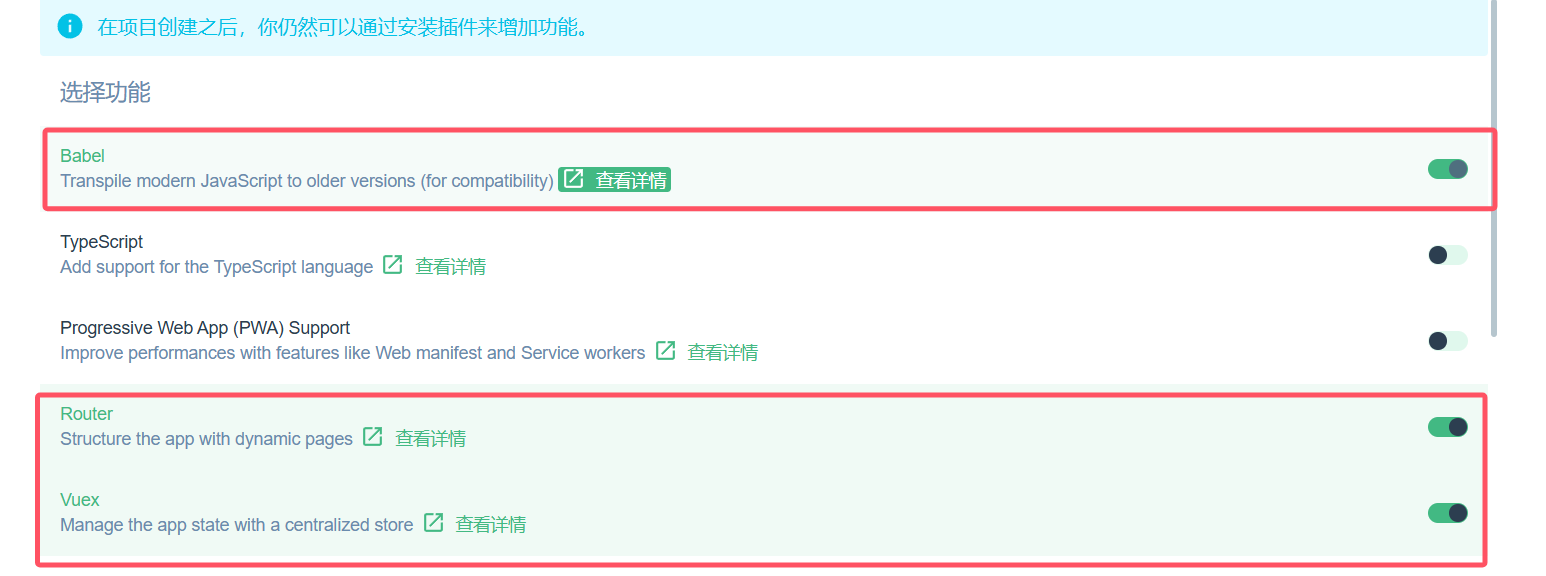 在项目创建之后，你仍然可以通过安装插件来增加功能。
选择功能
Babel
Transpile modern JavaScript to older versions (for compatibility) 查看详情
TypeScript
Add support for the TypeScript language 查看详情
Progressive Web App (PWA) Support
Improve performances with features like Web manifest and Service workers 查看详情
Router
Structure the app with dynamic pages 查看详情
Vuex
Manage the app state with a centralized store 查看详情